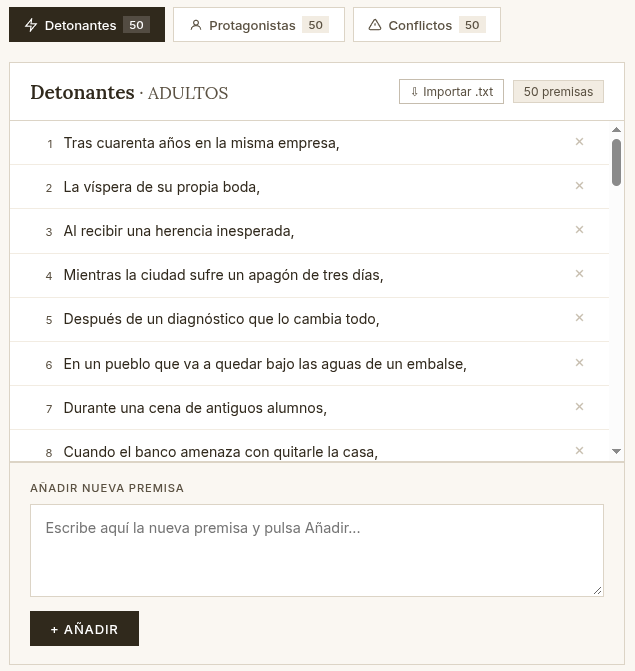 Detonantes 50 Protagonistas 50 Conflictos 50
Detonantes · ADULTOS ⇩ Importar .txt 50 premisas
1 Tras cuarenta años en la misma empresa, ×
2 La víspera de su propia boda, ×
3 Al recibir una herencia inesperada, ×
4 Mientras la ciudad sufre un apagón de tres días, ×
5 Después de un diagnóstico que lo cambia todo, ×
6 En un pueblo que va a quedar bajo las aguas de un embalse, ×
7 Durante una cena de antiguos alumnos, ×
8 Cuando el banco amenaza con quitarle la casa, ×
AÑADIR NUEVA PREMISA
Escribe aquí la nueva premisa y pulsa Añadir...
+ AÑADIR